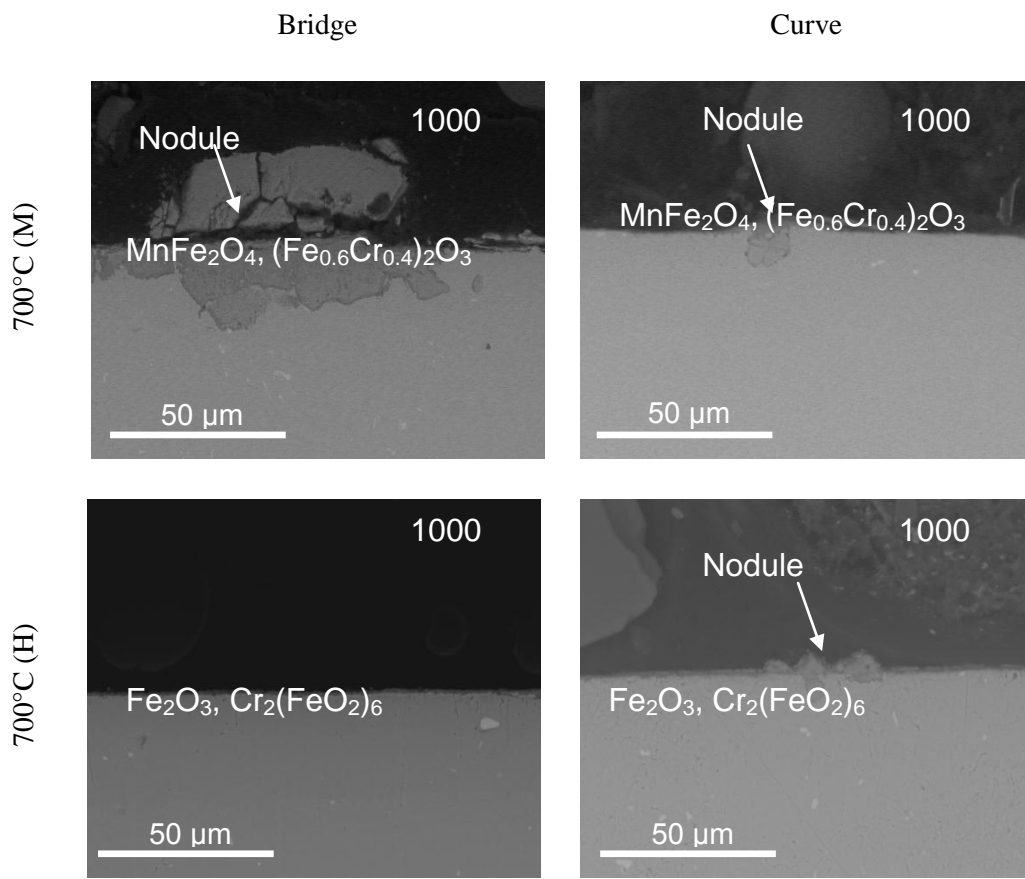 Bridge
Curve
700°C (M)
1000
Nodule
MnFe₂O₄, (Fe₀.₆Cr₀.₄)₂O₃
50 µm
1000
Nodule
MnFe₂O₄, (Fe₀.₆Cr₀.₄)₂O₃
50 µm
700°C (H)
1000
Fe₂O₃, Cr₂(FeO₂)₆
50 µm
1000
Nodule
Fe₂O₃, Cr₂(FeO₂)₆
50 µm